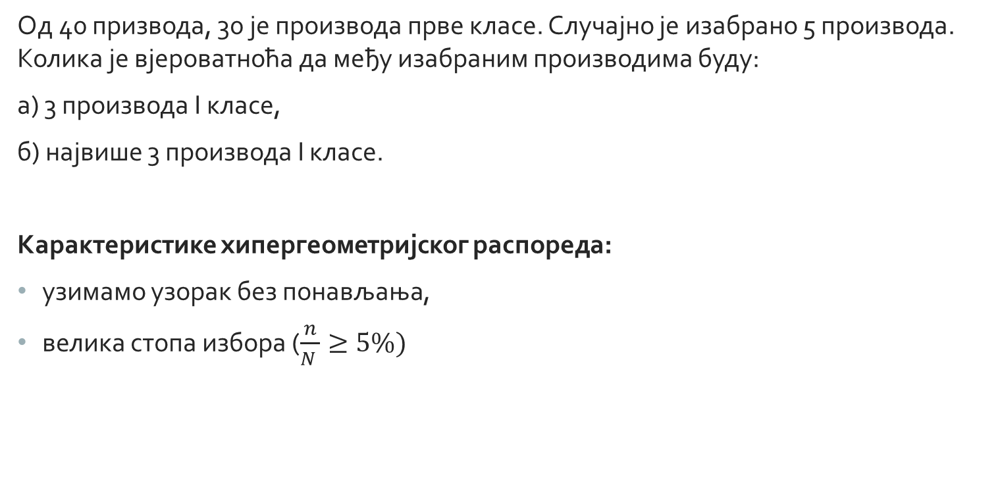 Од 40 призвода, 30 је производа прве класе. Случајно је изабрано 5 производа.
Колика је вјероватноћа да међу изабраним производима буду:
а) 3 производа I класе,
б) највише 3 производа I класе.
Карактеристике хипергеометријског распореда:
• узимамо узорак без понављања,
• велика стопа избора (n/N ≥ 5%)